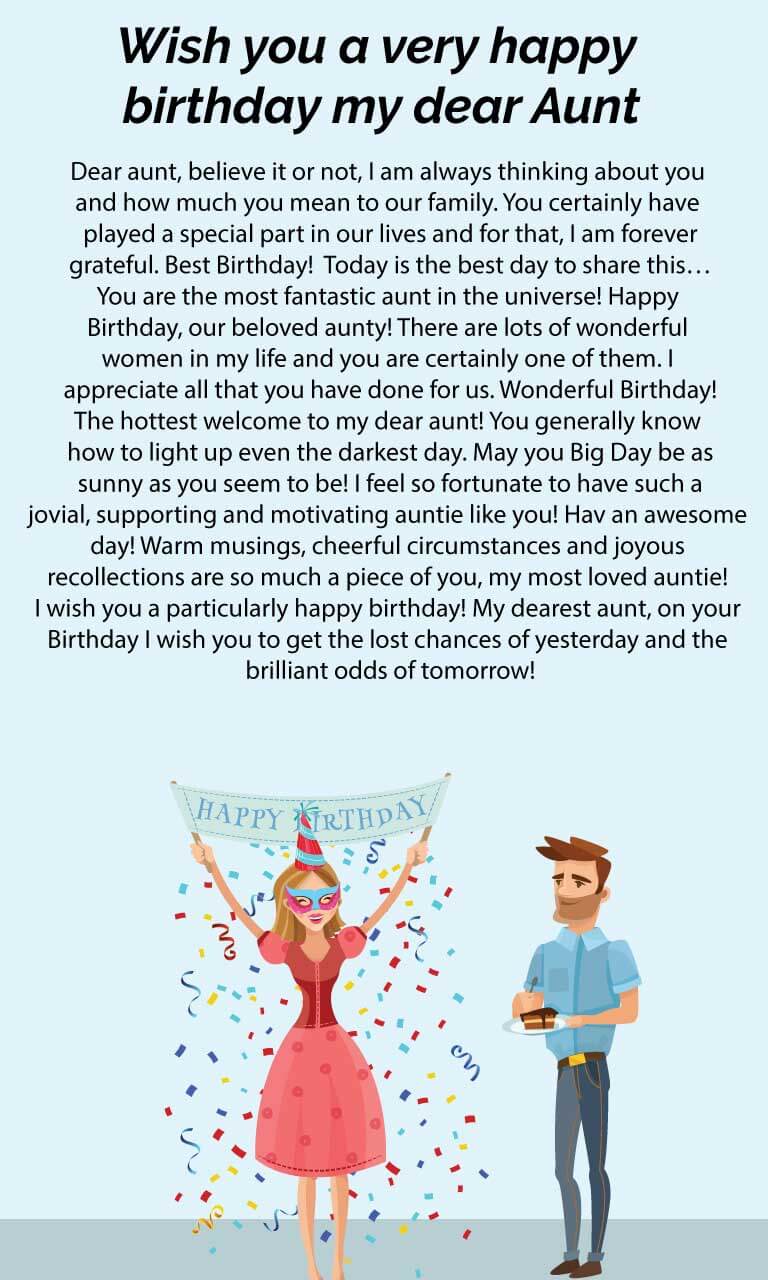 Wish you a very happy
birthday my dear Aunt
Dear aunt, believe it or not, I am always thinking about you
and how much you mean to our family. You certainly have
played a special part in our lives and for that, I am forever
grateful. Best Birthday!  Today is the best day to share this…
You are the most fantastic aunt in the universe! Happy
Birthday, our beloved aunty! There are lots of wonderful
women in my life and you are certainly one of them. I
appreciate all that you have done for us. Wonderful Birthday!
The hottest welcome to my dear aunt! You generally know
how to light up even the darkest day. May you Big Day be as
sunny as you seem to be! I feel so fortunate to have such a
jovial, supporting and motivating auntie like you! Hav an awesome
day! Warm musings, cheerful circumstances and joyous
recollections are so much a piece of you, my most loved auntie!
I wish you a particularly happy birthday! My dearest aunt, on your
Birthday I wish you to get the lost chances of yesterday and the
brilliant odds of tomorrow!
HAPPY BIRTHDAY